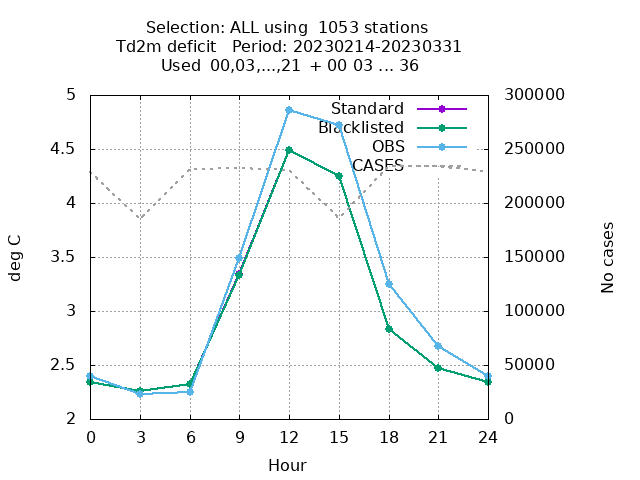 Selection: ALL using 1053 stations
Td2m deficit Period: 20230214-20230331
Used 00,03,...,21 + 00 03 ... 36
5
4.5
4
3.5
3
2.5
2
deg C
300000
250000
200000
150000
100000
50000
0
No cases
Standard
Blacklisted
OBS
CASES
0 3 6 9 12 15 18 21 24
Hour